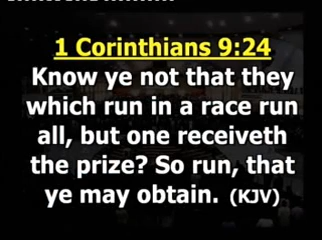 1 Corinthians 9:24
Know ye not that they
which run in a race run
all, but one receiveth
the prize? So run, that
ye may obtain. (KJV)